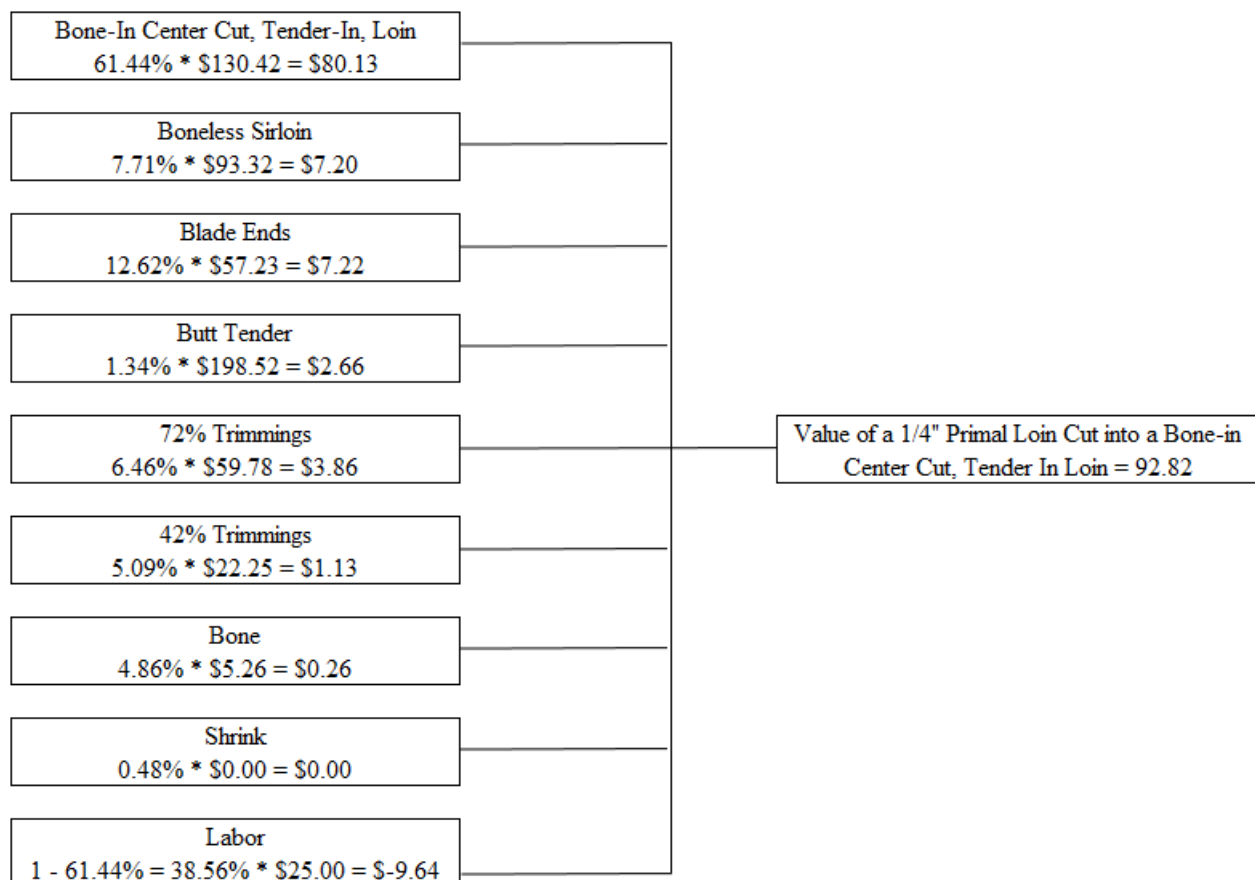 Bone-In Center Cut, Tender-In, Loin
61.44% * $130.42 = $80.13
Boneless Sirloin
7.71% * $93.32 = $7.20
Blade Ends
12.62% * $57.23 = $7.22
Butt Tender
1.34% * $198.52 = $2.66
72% Trimmings
6.46% * $59.78 = $3.86
42% Trimmings
5.09% * $22.25 = $1.13
Bone
4.86% * $5.26 = $0.26
Shrink
0.48% * $0.00 = $0.00
Labor
1 - 61.44% = 38.56% * $25.00 = $-9.64
Value of a 1/4" Primal Loin Cut into a Bone-in
Center Cut, Tender In Loin = 92.82